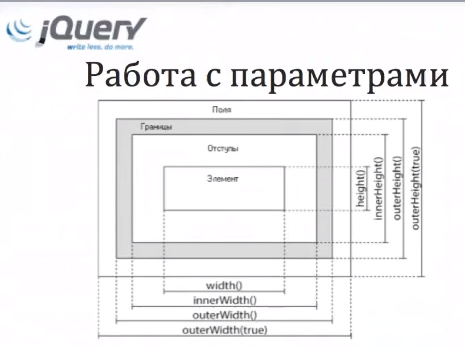 jQuery
write less. do more.
Работа с параметрами
Поля
Границы
Отступы
Элемент
height()
innerHeight()
outerHeight()
outerHeight(true)
width()
innerWidth()
outerWidth()
outerWidth(true)